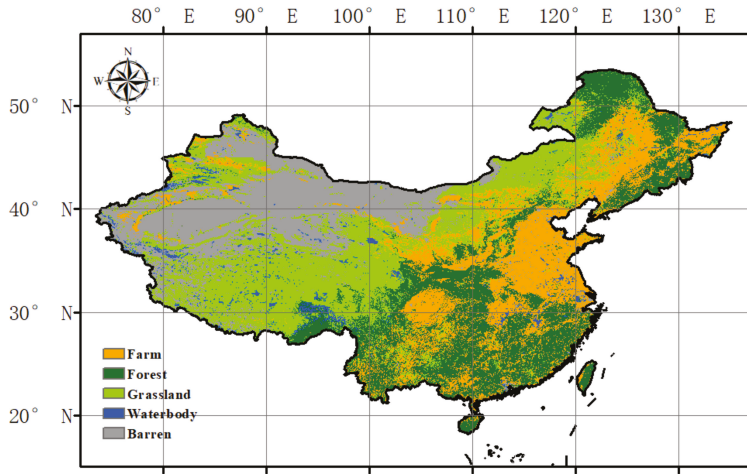 80° E 90° E 100° E 110° E 120° E 130° E
N
W E
S
50° N
40° N
30° N
20° N
Farm
Forest
Grassland
Waterbody
Barren